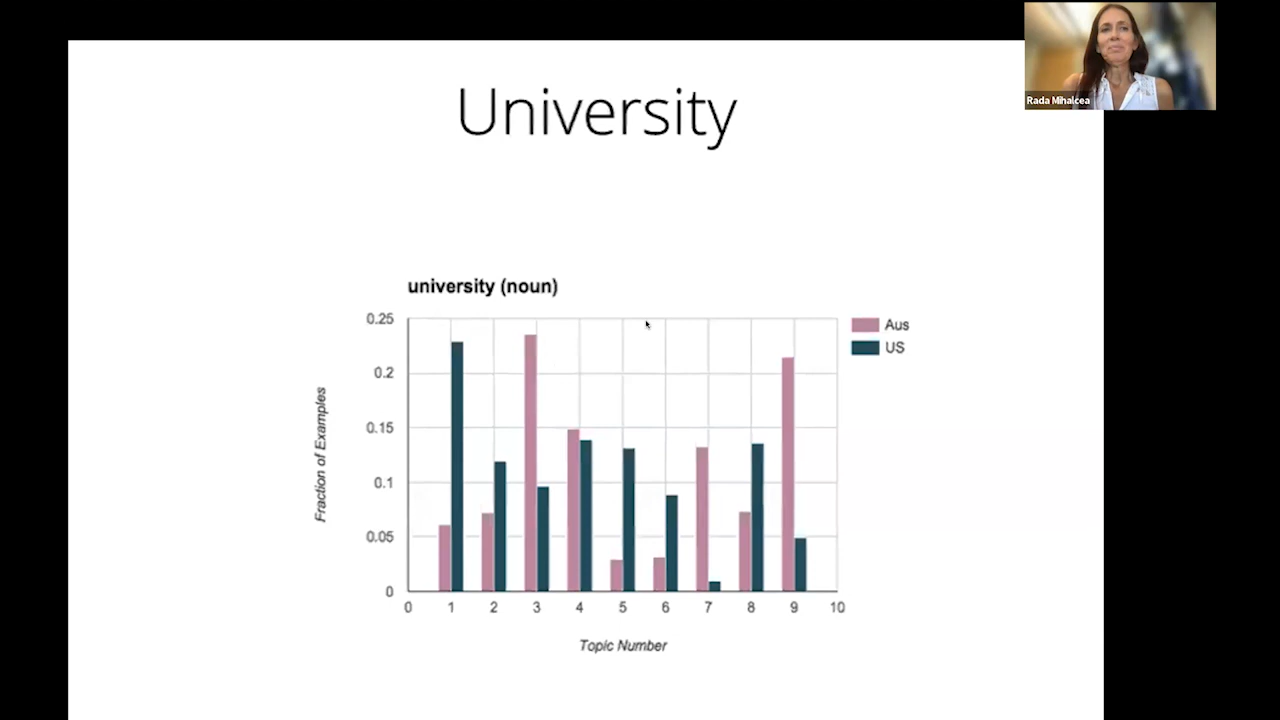 Rada Mihalcea
University
university (noun)
Aus
US
0.25
0.2
0.15
0.1
0.05
0
Fraction of Examples
0 1 2 3 4 5 6 7 8 9 10
Topic Number